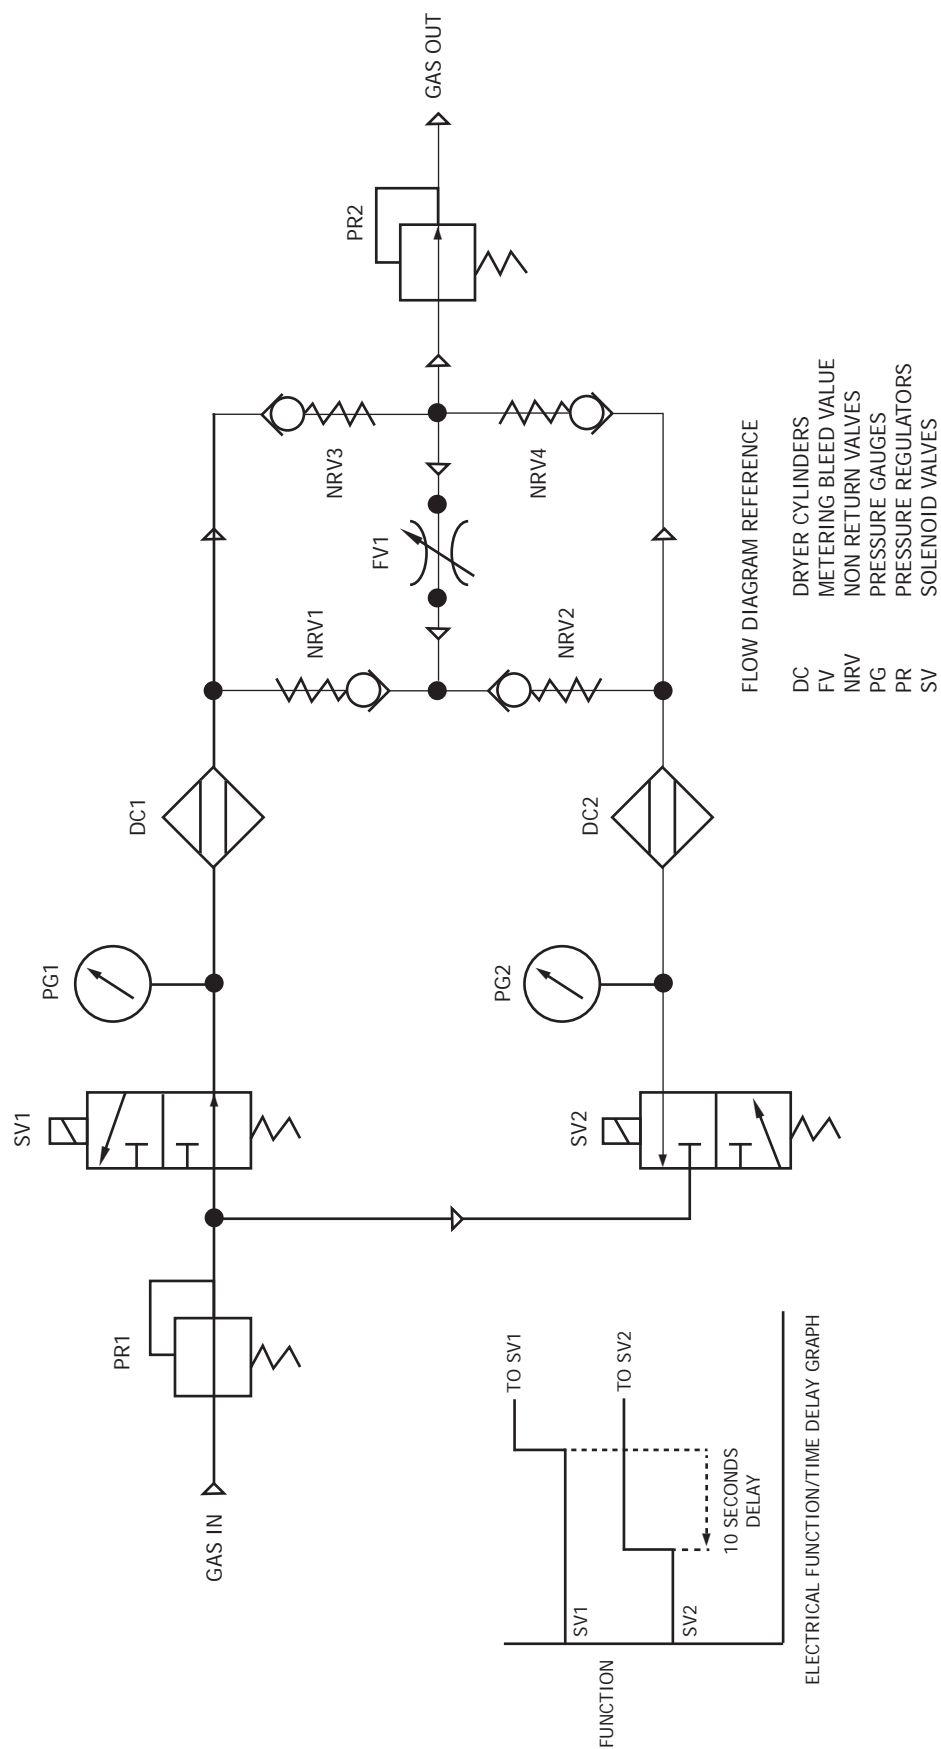 GAS IN
PR1
SV1
PG1
DC1
NRV1
NRV3
FV1
PR2
GAS OUT
SV2
PG2
DC2
NRV2
NRV4
FUNCTION
SV1
TO SV1
SV2
TO SV2
10 SECONDS
DELAY
ELECTRICAL FUNCTION/TIME DELAY GRAPH
FLOW DIAGRAM REFERENCE
DC DRYER CYLINDERS
FV METERING BLEED VALUE
NRV NON RETURN VALVES
PG PRESSURE GAUGES
PR PRESSURE REGULATORS
SV SOLENOID VALVES